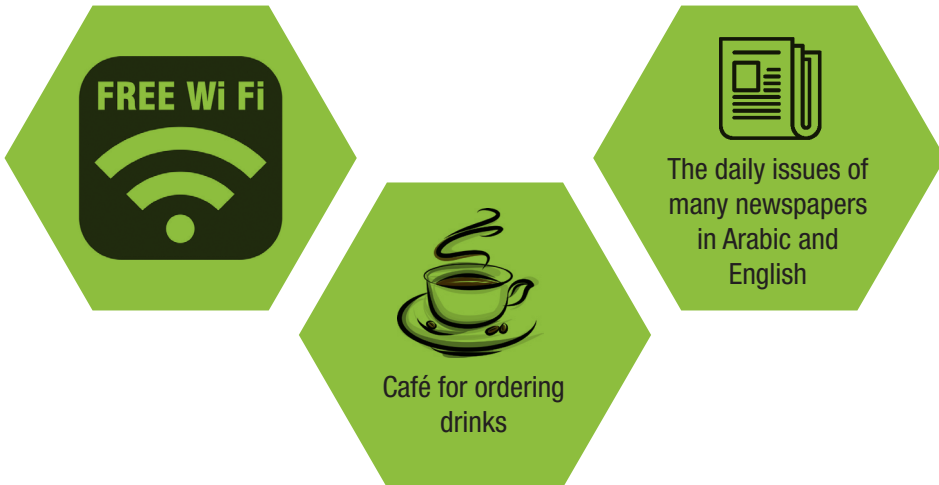 FREE Wi Fi
The daily issues of
many newspapers
in Arabic and
English
Café for ordering
drinks